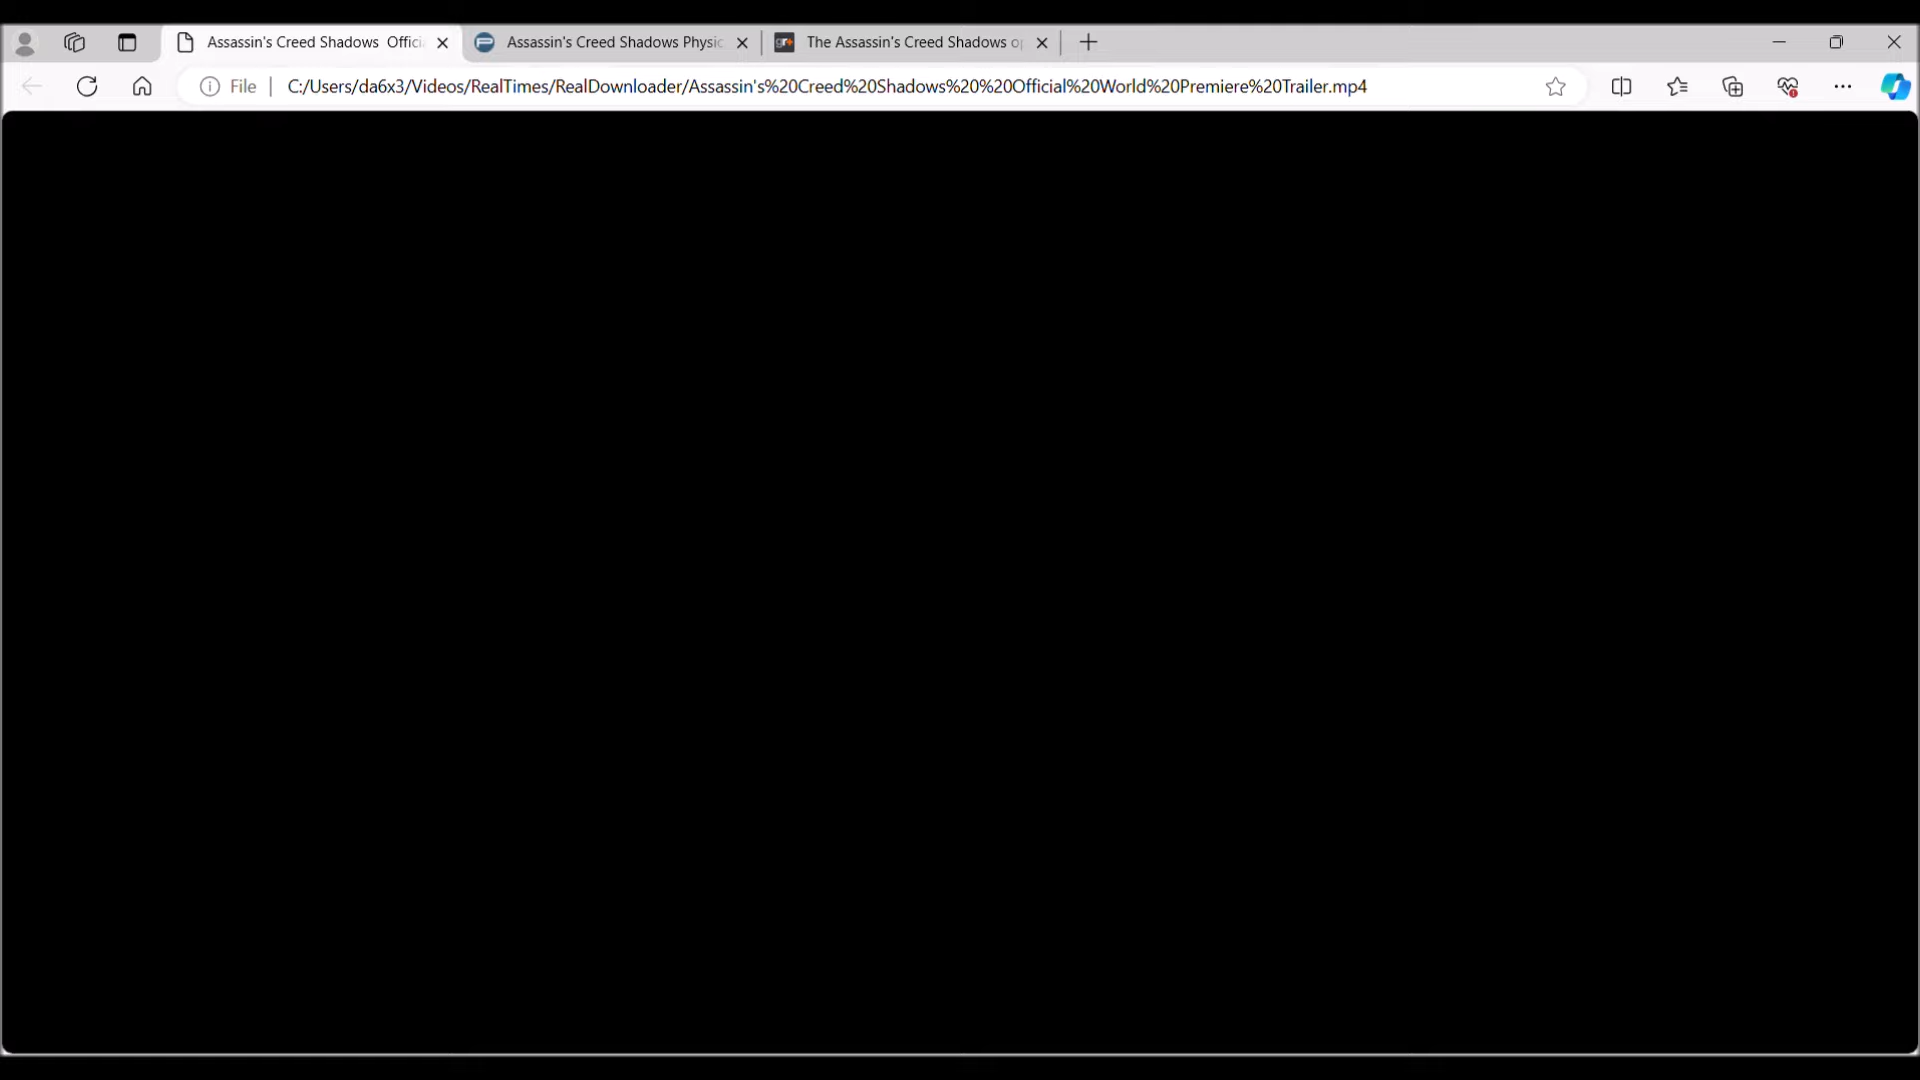 Assassin's Creed Shadows Offici
Assassin's Creed Shadows Physic
gr+
The Assassin's Creed Shadows o
File
C:/Users/da6x3/Videos/RealTimes/RealDownloader/Assassin's%20Creed%20Shadows%20%20Official%20World%20Premiere%20Trailer.mp4